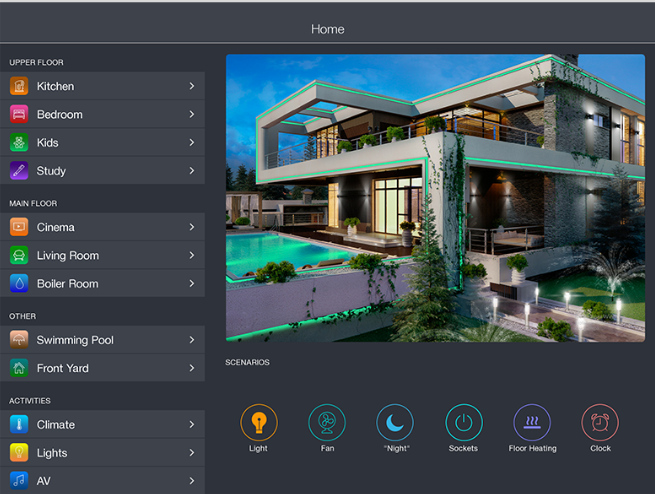 Home
UPPER FLOOR
Kitchen
Bedroom
Kids
Study
MAIN FLOOR
Cinema
Living Room
Boiler Room
OTHER
Swimming Pool
Front Yard
ACTIVITIES
Climate
Lights
AV
SCENARIOS
Light
Fan
"Night"
Sockets
Floor Heating
Clock